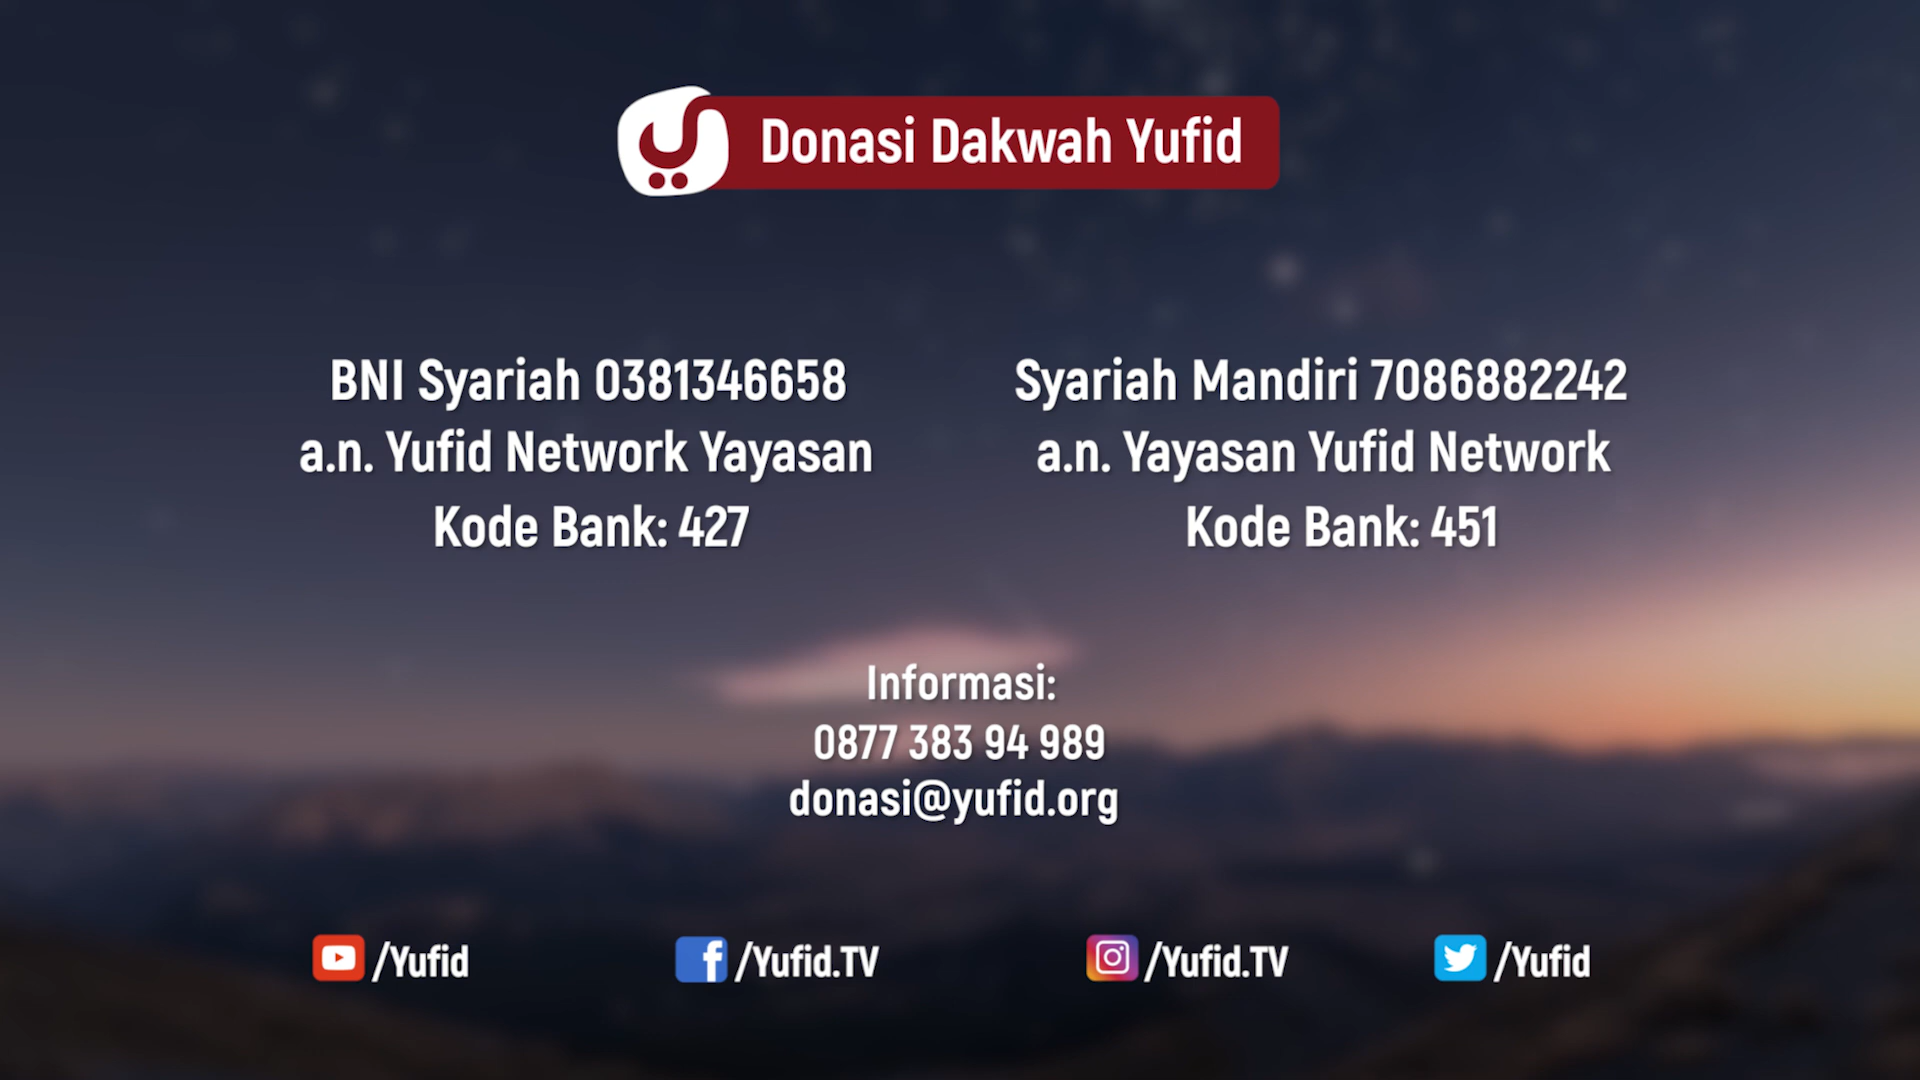 Donasi Dakwah Yufid
BNI Syariah 0381346658
a.n. Yufid Network Yayasan
Kode Bank: 427
Syariah Mandiri 7086882242
a.n. Yayasan Yufid Network
Kode Bank: 451
Informasi:
0877 383 94 989
donasi@yufid.org
/Yufid
/Yufid.TV
/Yufid.TV
/Yufid